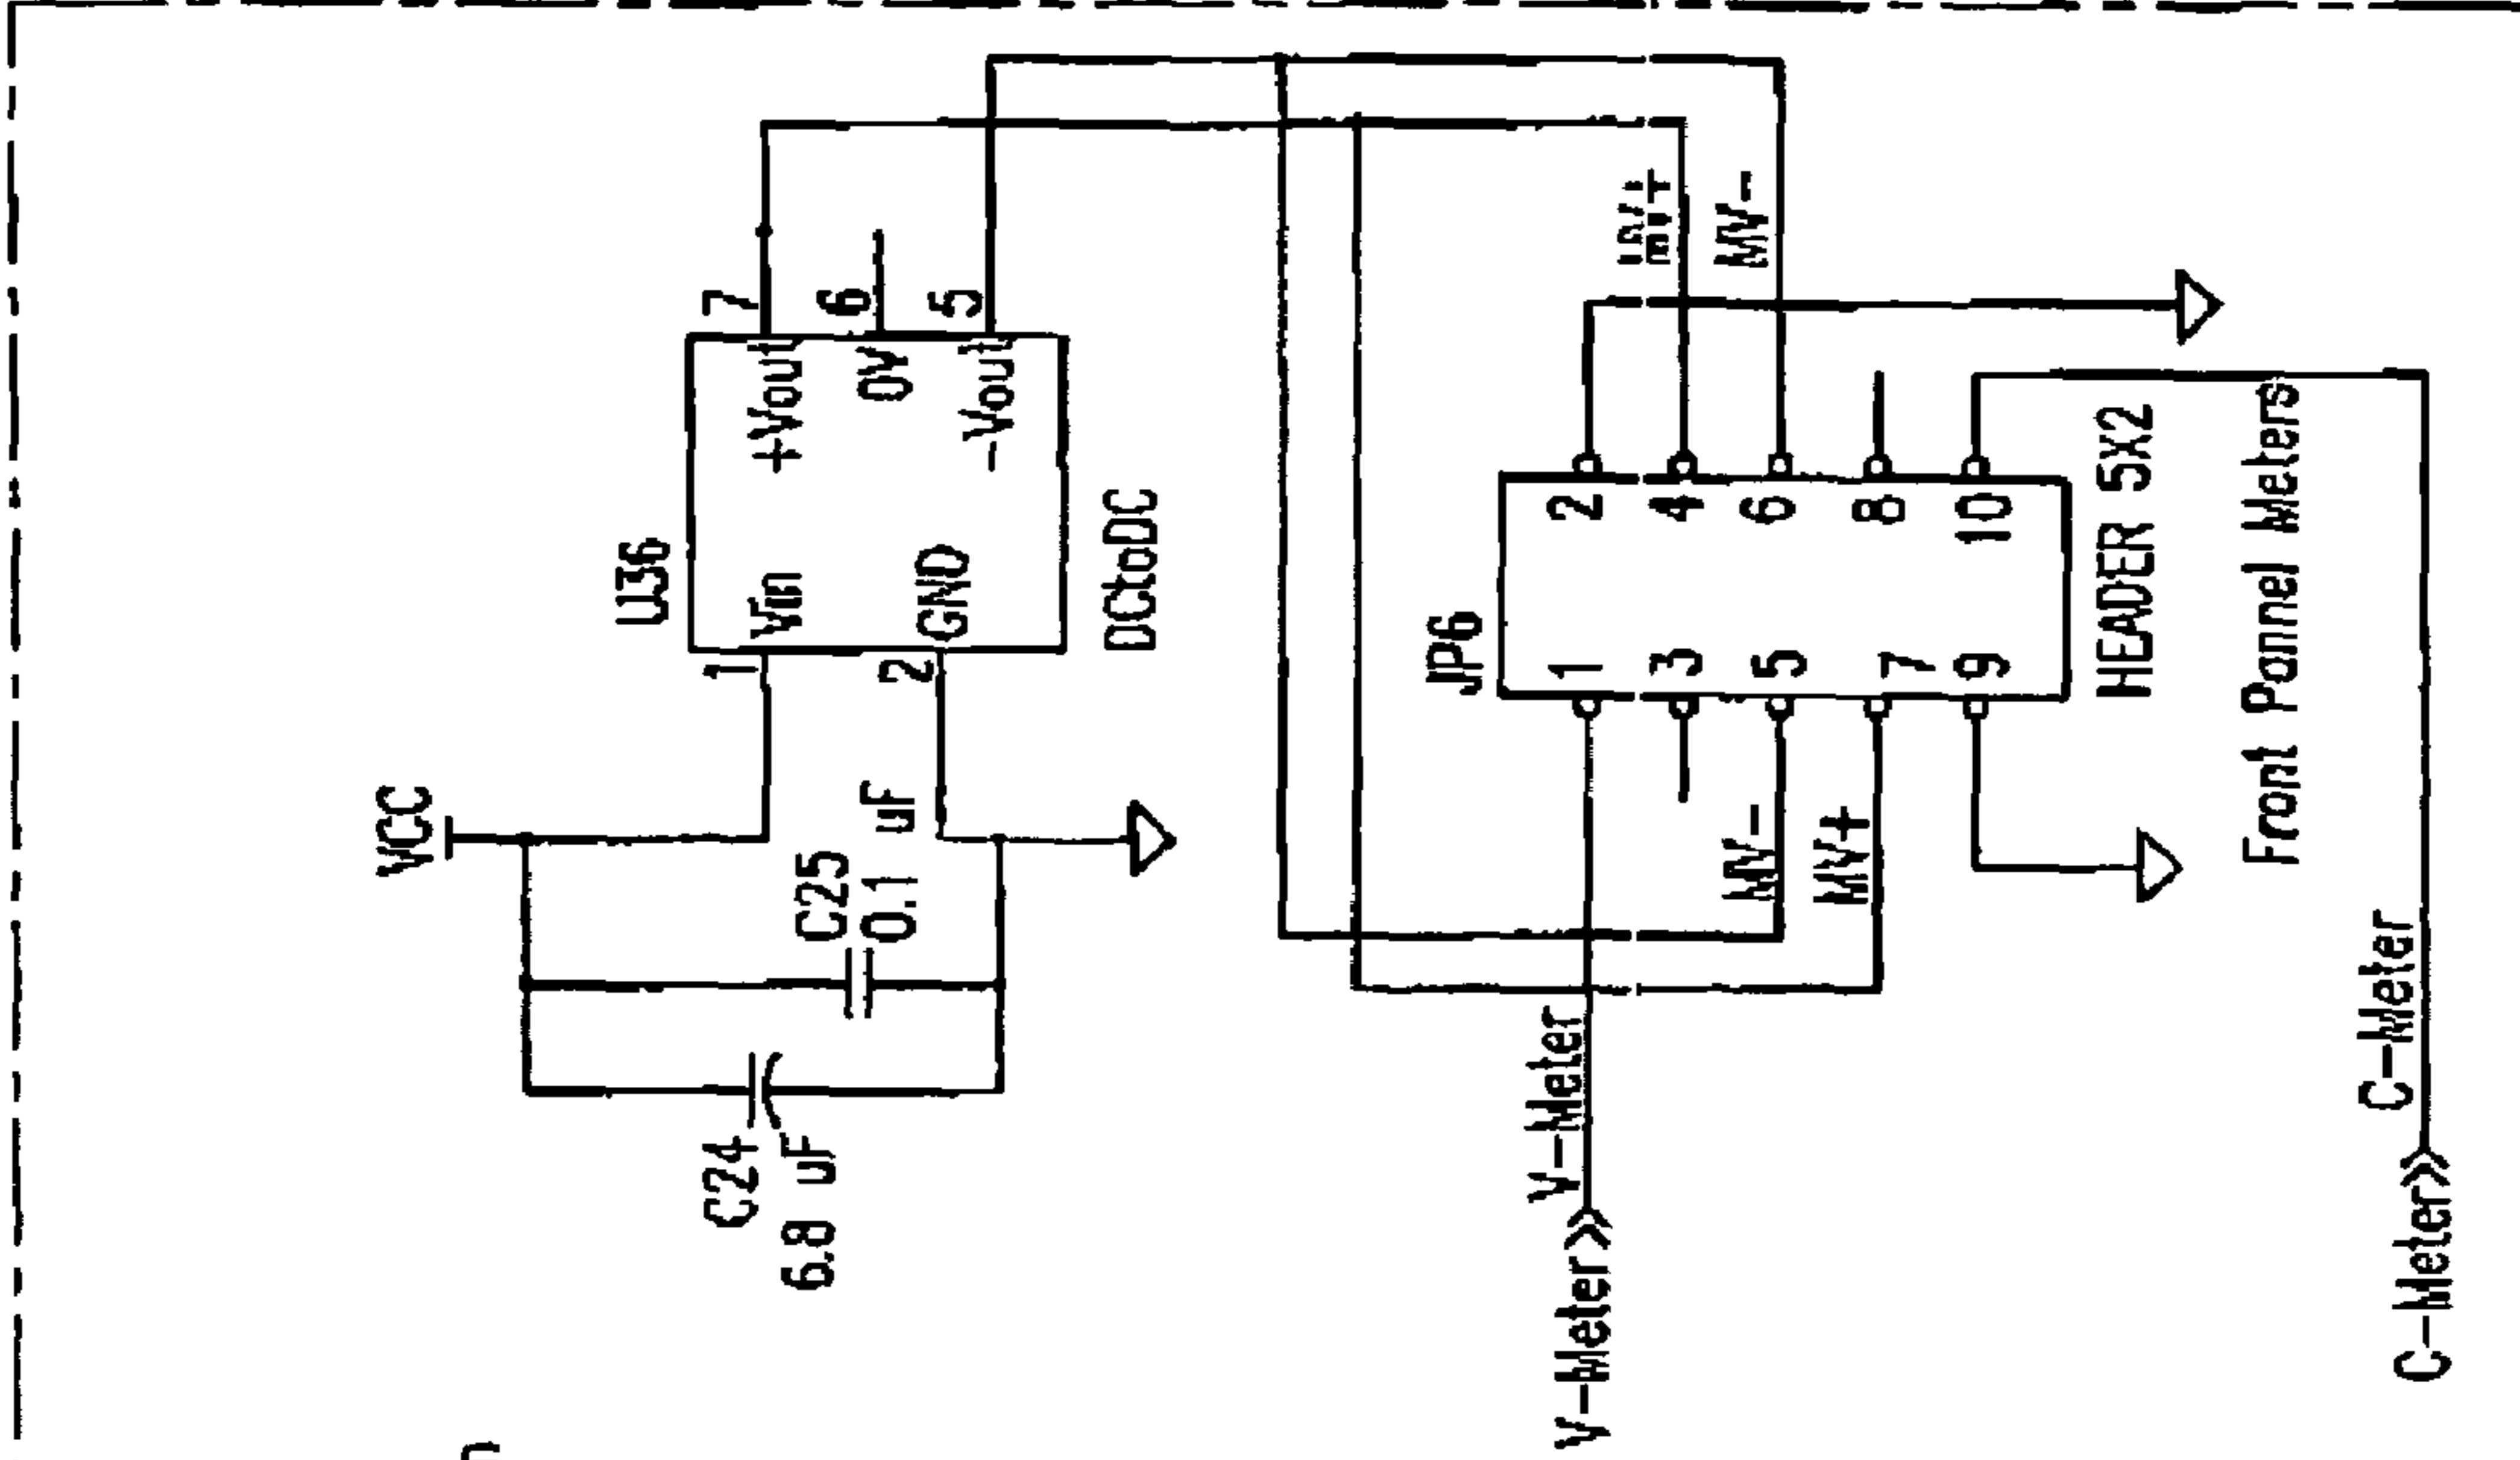 VCC
C24
6.8 uF
C25
0.1 uF
U36
1
Vin
2
GND
+Vout
7
0V
6
-Vout
5
DCtoDC
V-Meter
V-Meter
JP6
1
3
5
7
9
2
4
6
8
10
MV-
MV+
MV+
MV-
HEADER 5X2
Front Pannel Meters
C-Meter
C-Meter